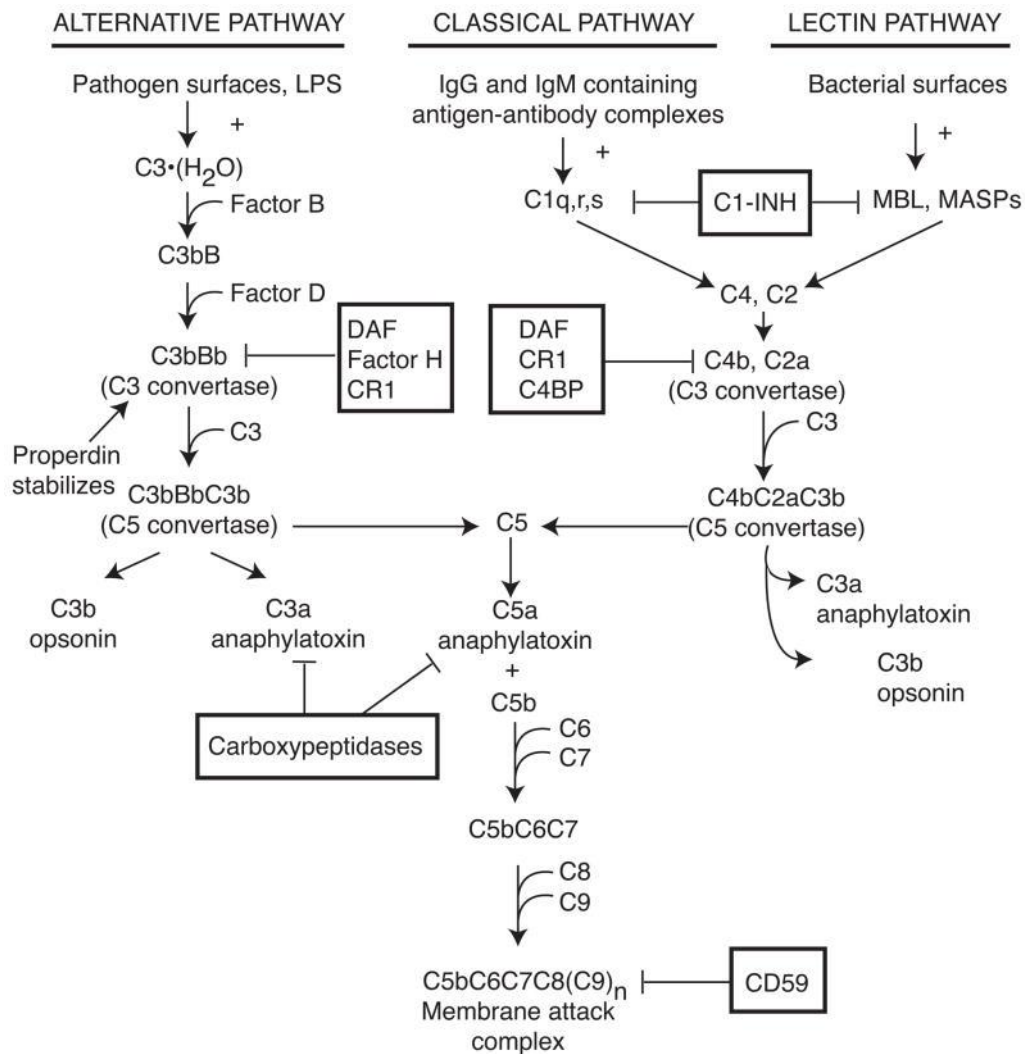 ALTERNATIVE PATHWAY
CLASSICAL PATHWAY
LECTIN PATHWAY
Pathogen surfaces, LPS
+
C3•(H2O)
Factor B
C3bB
Factor D
C3bBb
(C3 convertase)
DAF
Factor H
CR1
Properdin
stabilizes
C3
C3bBbC3b
(C5 convertase)
C3b
opsonin
C3a
anaphylatoxin
IgG and IgM containing
antigen-antibody complexes
+
C1q,r,s
C1-INH
Bacterial surfaces
+
MBL, MASPs
C4, C2
DAF
CR1
C4BP
C4b, C2a
(C3 convertase)
C3
C4bC2aC3b
(C5 convertase)
C3a
anaphylatoxin
C3b
opsonin
C5
C5a
anaphylatoxin
+
C5b
Carboxypeptidases
C6
C7
C5bC6C7
C8
C9
C5bC6C7C8(C9)n
Membrane attack
complex
CD59